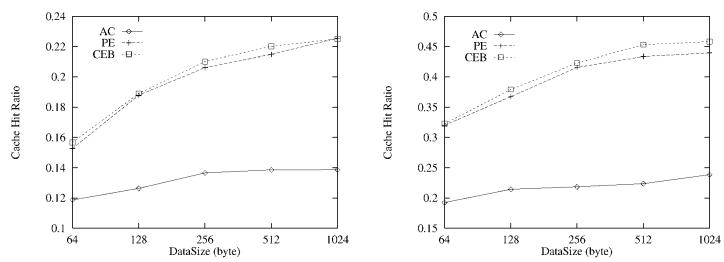 0.24
0.22
0.2
0.18
0.16
0.14
0.12
0.1
Cache Hit Ratio
AC
PE
CEB
64 128 256 512 1024
DataSize (byte)
0.5
0.45
0.4
0.35
0.3
0.25
0.2
0.15
Cache Hit Ratio
AC
PE
CEB
64 128 256 512 1024
DataSize (byte)